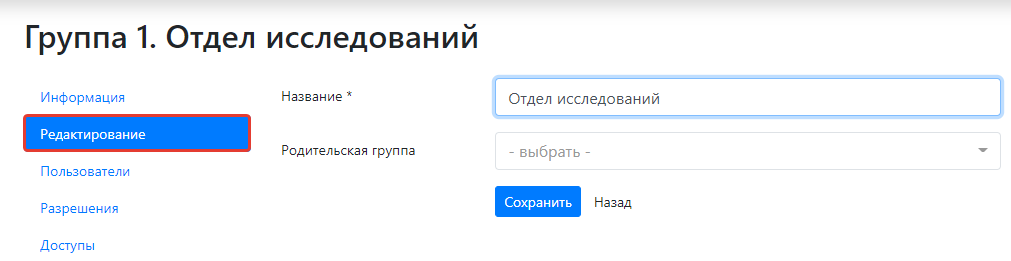 Группа 1. Отдел исследований
Информация
Редактирование
Пользователи
Разрешения
Доступы
Название *
Отдел исследований
Родительская группа
- выбрать -
Сохранить
Назад